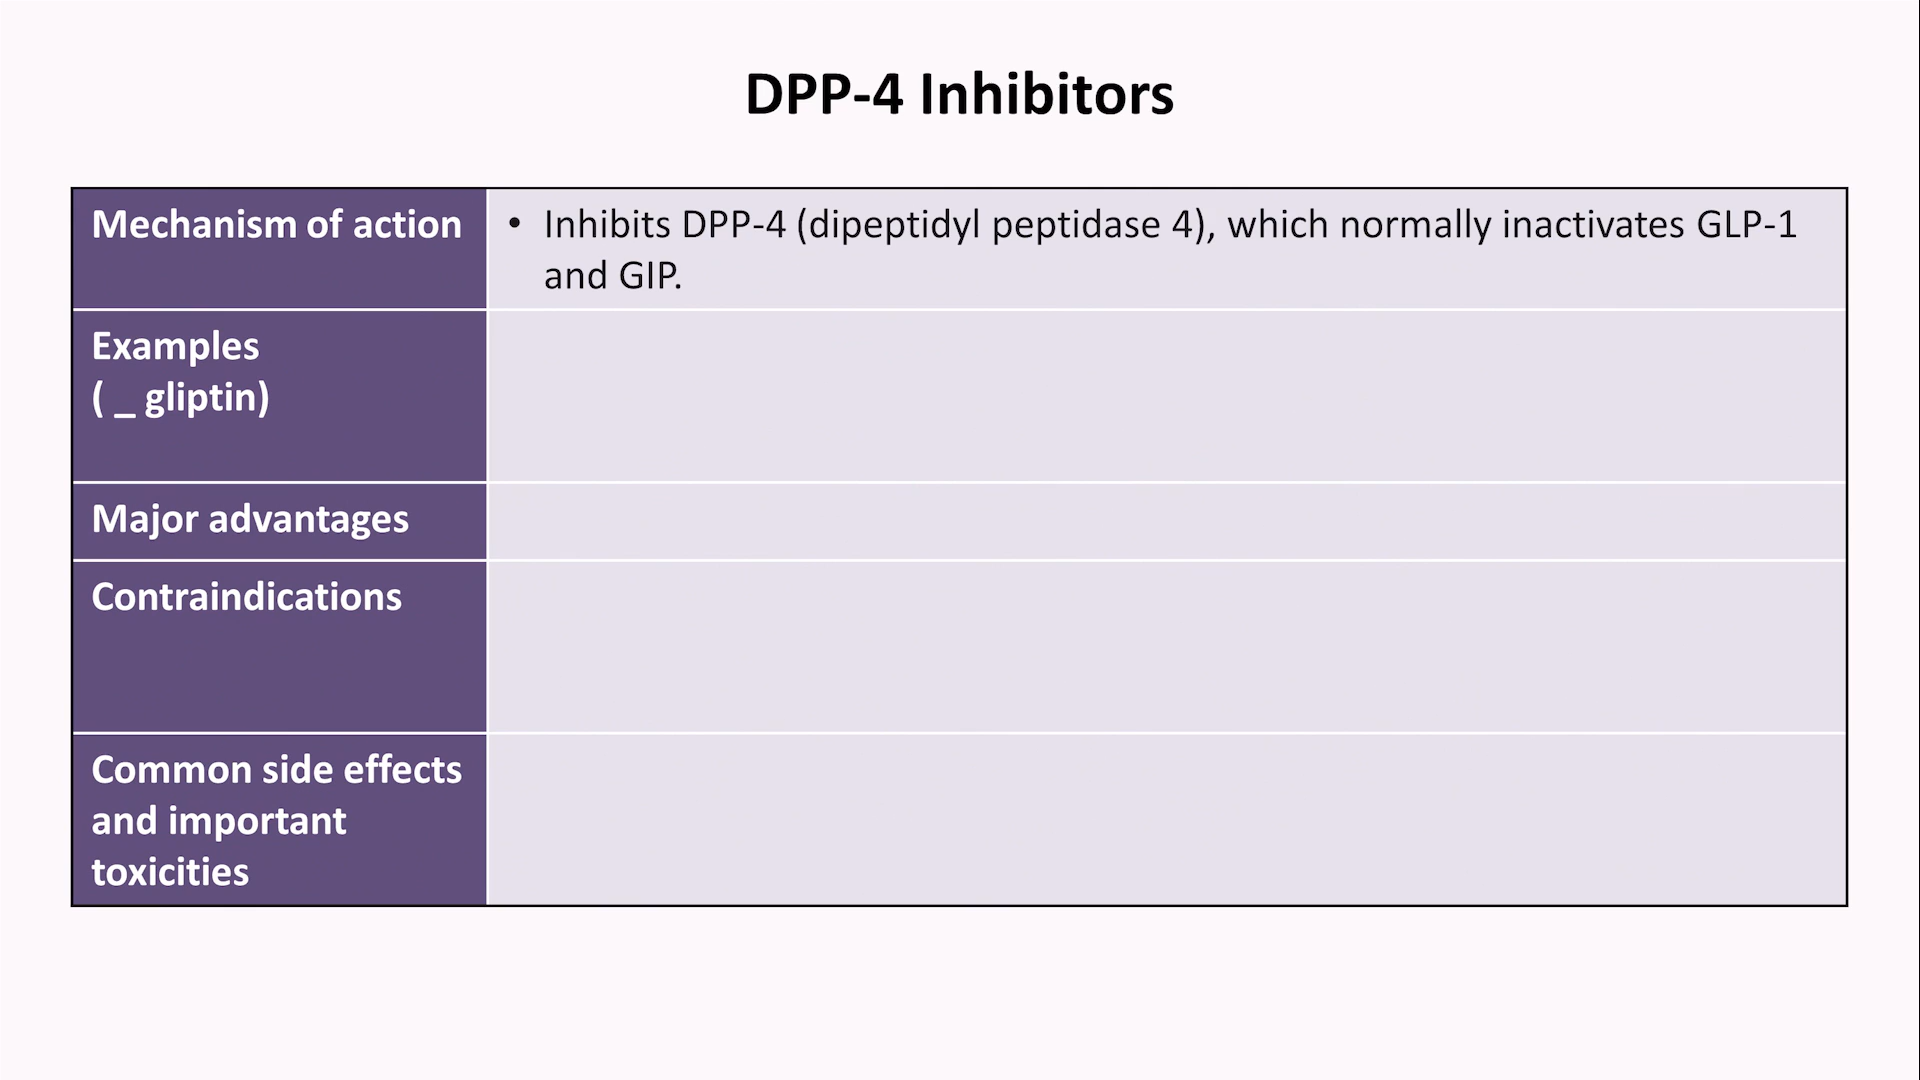 DPP-4 Inhibitors
Mechanism of action
• Inhibits DPP-4 (dipeptidyl peptidase 4), which normally inactivates GLP-1
and GIP.
Examples
( _ gliptin)
Major advantages
Contraindications
Common side effects
and important
toxicities